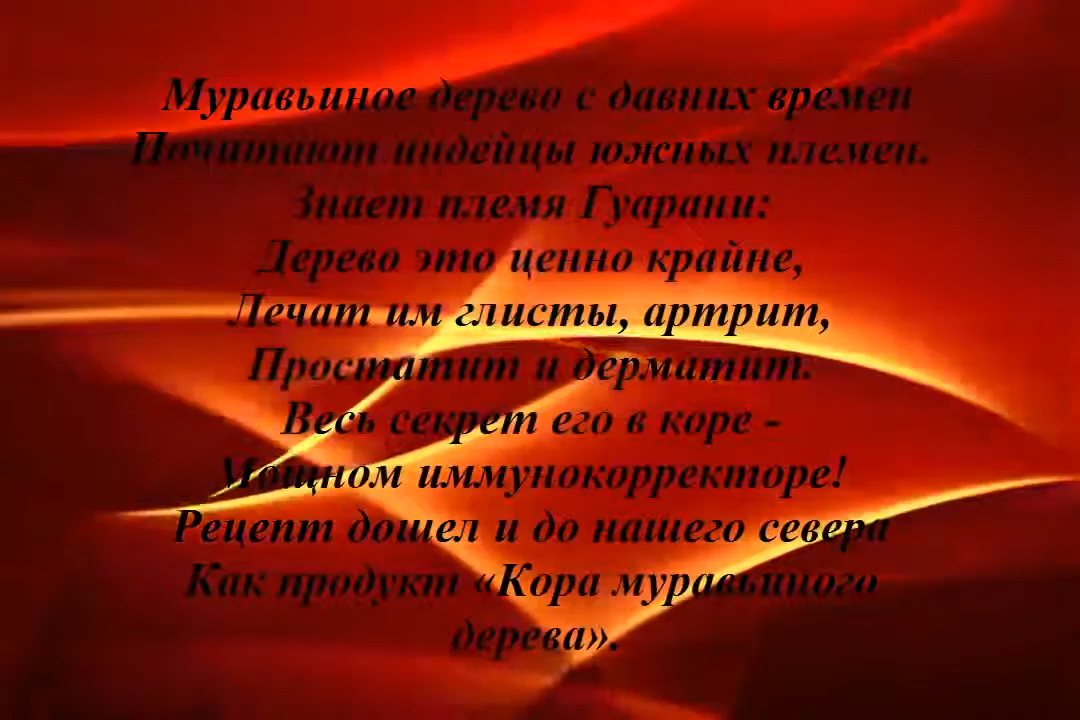 Муравьиное дерево с давних времен
Почитают индейцы южных племен.
Знает племя Гуарани:
Дерево это ценно крайне,
Лечат им глисты, артрит,
Простатит и дерматит.
Весь секрет его в коре -
Мощном иммунокорректоре!
Рецепт дошел и до нашего севера
Как продукт «Кора муравьиного
дерева».